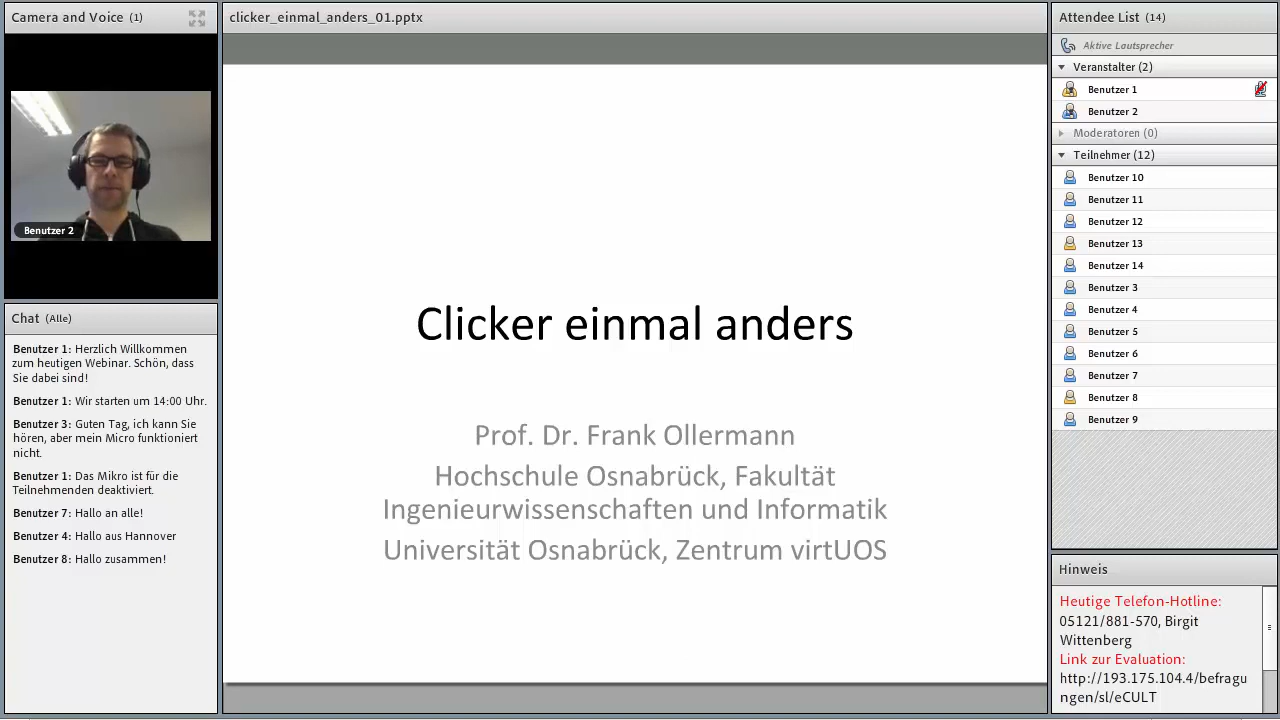 Camera and Voice (1)
Benutzer 2
Chat (Alle)
Benutzer 1: Herzlich Willkommen
zum heutigen Webinar. Schön, dass
Sie dabei sind!
Benutzer 1: Wir starten um 14:00 Uhr.
Benutzer 3: Guten Tag, ich kann Sie
hören, aber mein Micro funktioniert
nicht.
Benutzer 1: Das Mikro ist für die
Teilnehmenden deaktiviert.
Benutzer 7: Hallo an alle!
Benutzer 4: Hallo aus Hannover
Benutzer 8: Hallo zusammen!
clicker_einmal_anders_01.pptx
Clicker einmal anders
Prof. Dr. Frank Ollermann
Hochschule Osnabrück, Fakultät
Ingenieurwissenschaften und Informatik
Universität Osnabrück, Zentrum virtUOS
Attendee List (14)
Aktive Lautsprecher
Veranstalter (2)
Benutzer 1
Benutzer 2
Moderatoren (0)
Teilnehmer (12)
Benutzer 10
Benutzer 11
Benutzer 12
Benutzer 13
Benutzer 14
Benutzer 3
Benutzer 4
Benutzer 5
Benutzer 6
Benutzer 7
Benutzer 8
Benutzer 9
Hinweis
Heutige Telefon-Hotline:
05121/881-570, Birgit
Wittenberg
Link zur Evaluation:
http://193.175.104.4/befragu
ngen/sl/eCULT